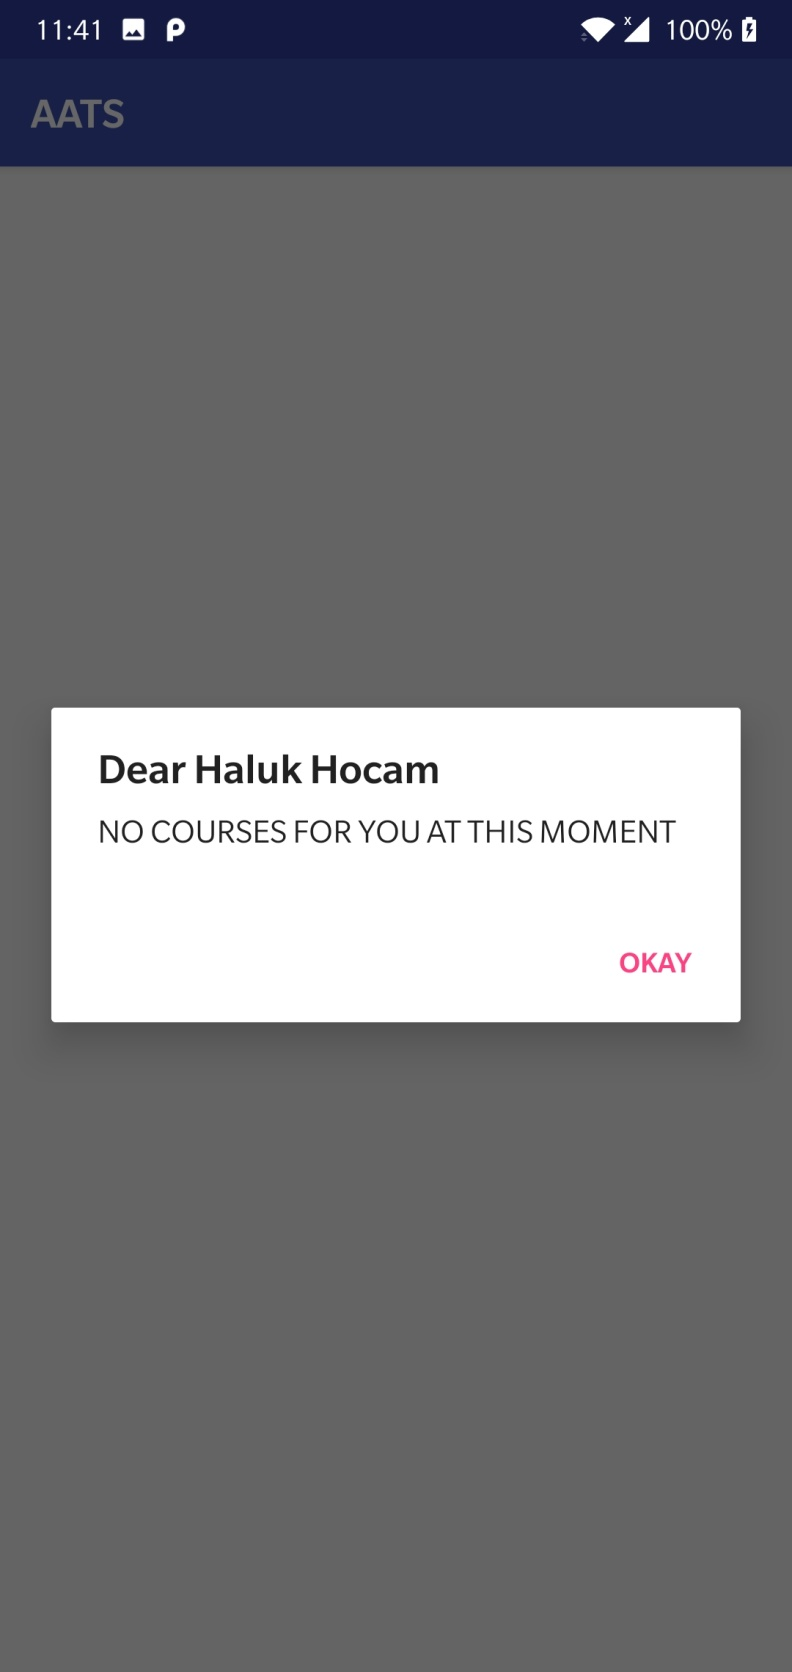 11:41 100%
AATS
Dear Haluk Hocam
NO COURSES FOR YOU AT THIS MOMENT
OKAY